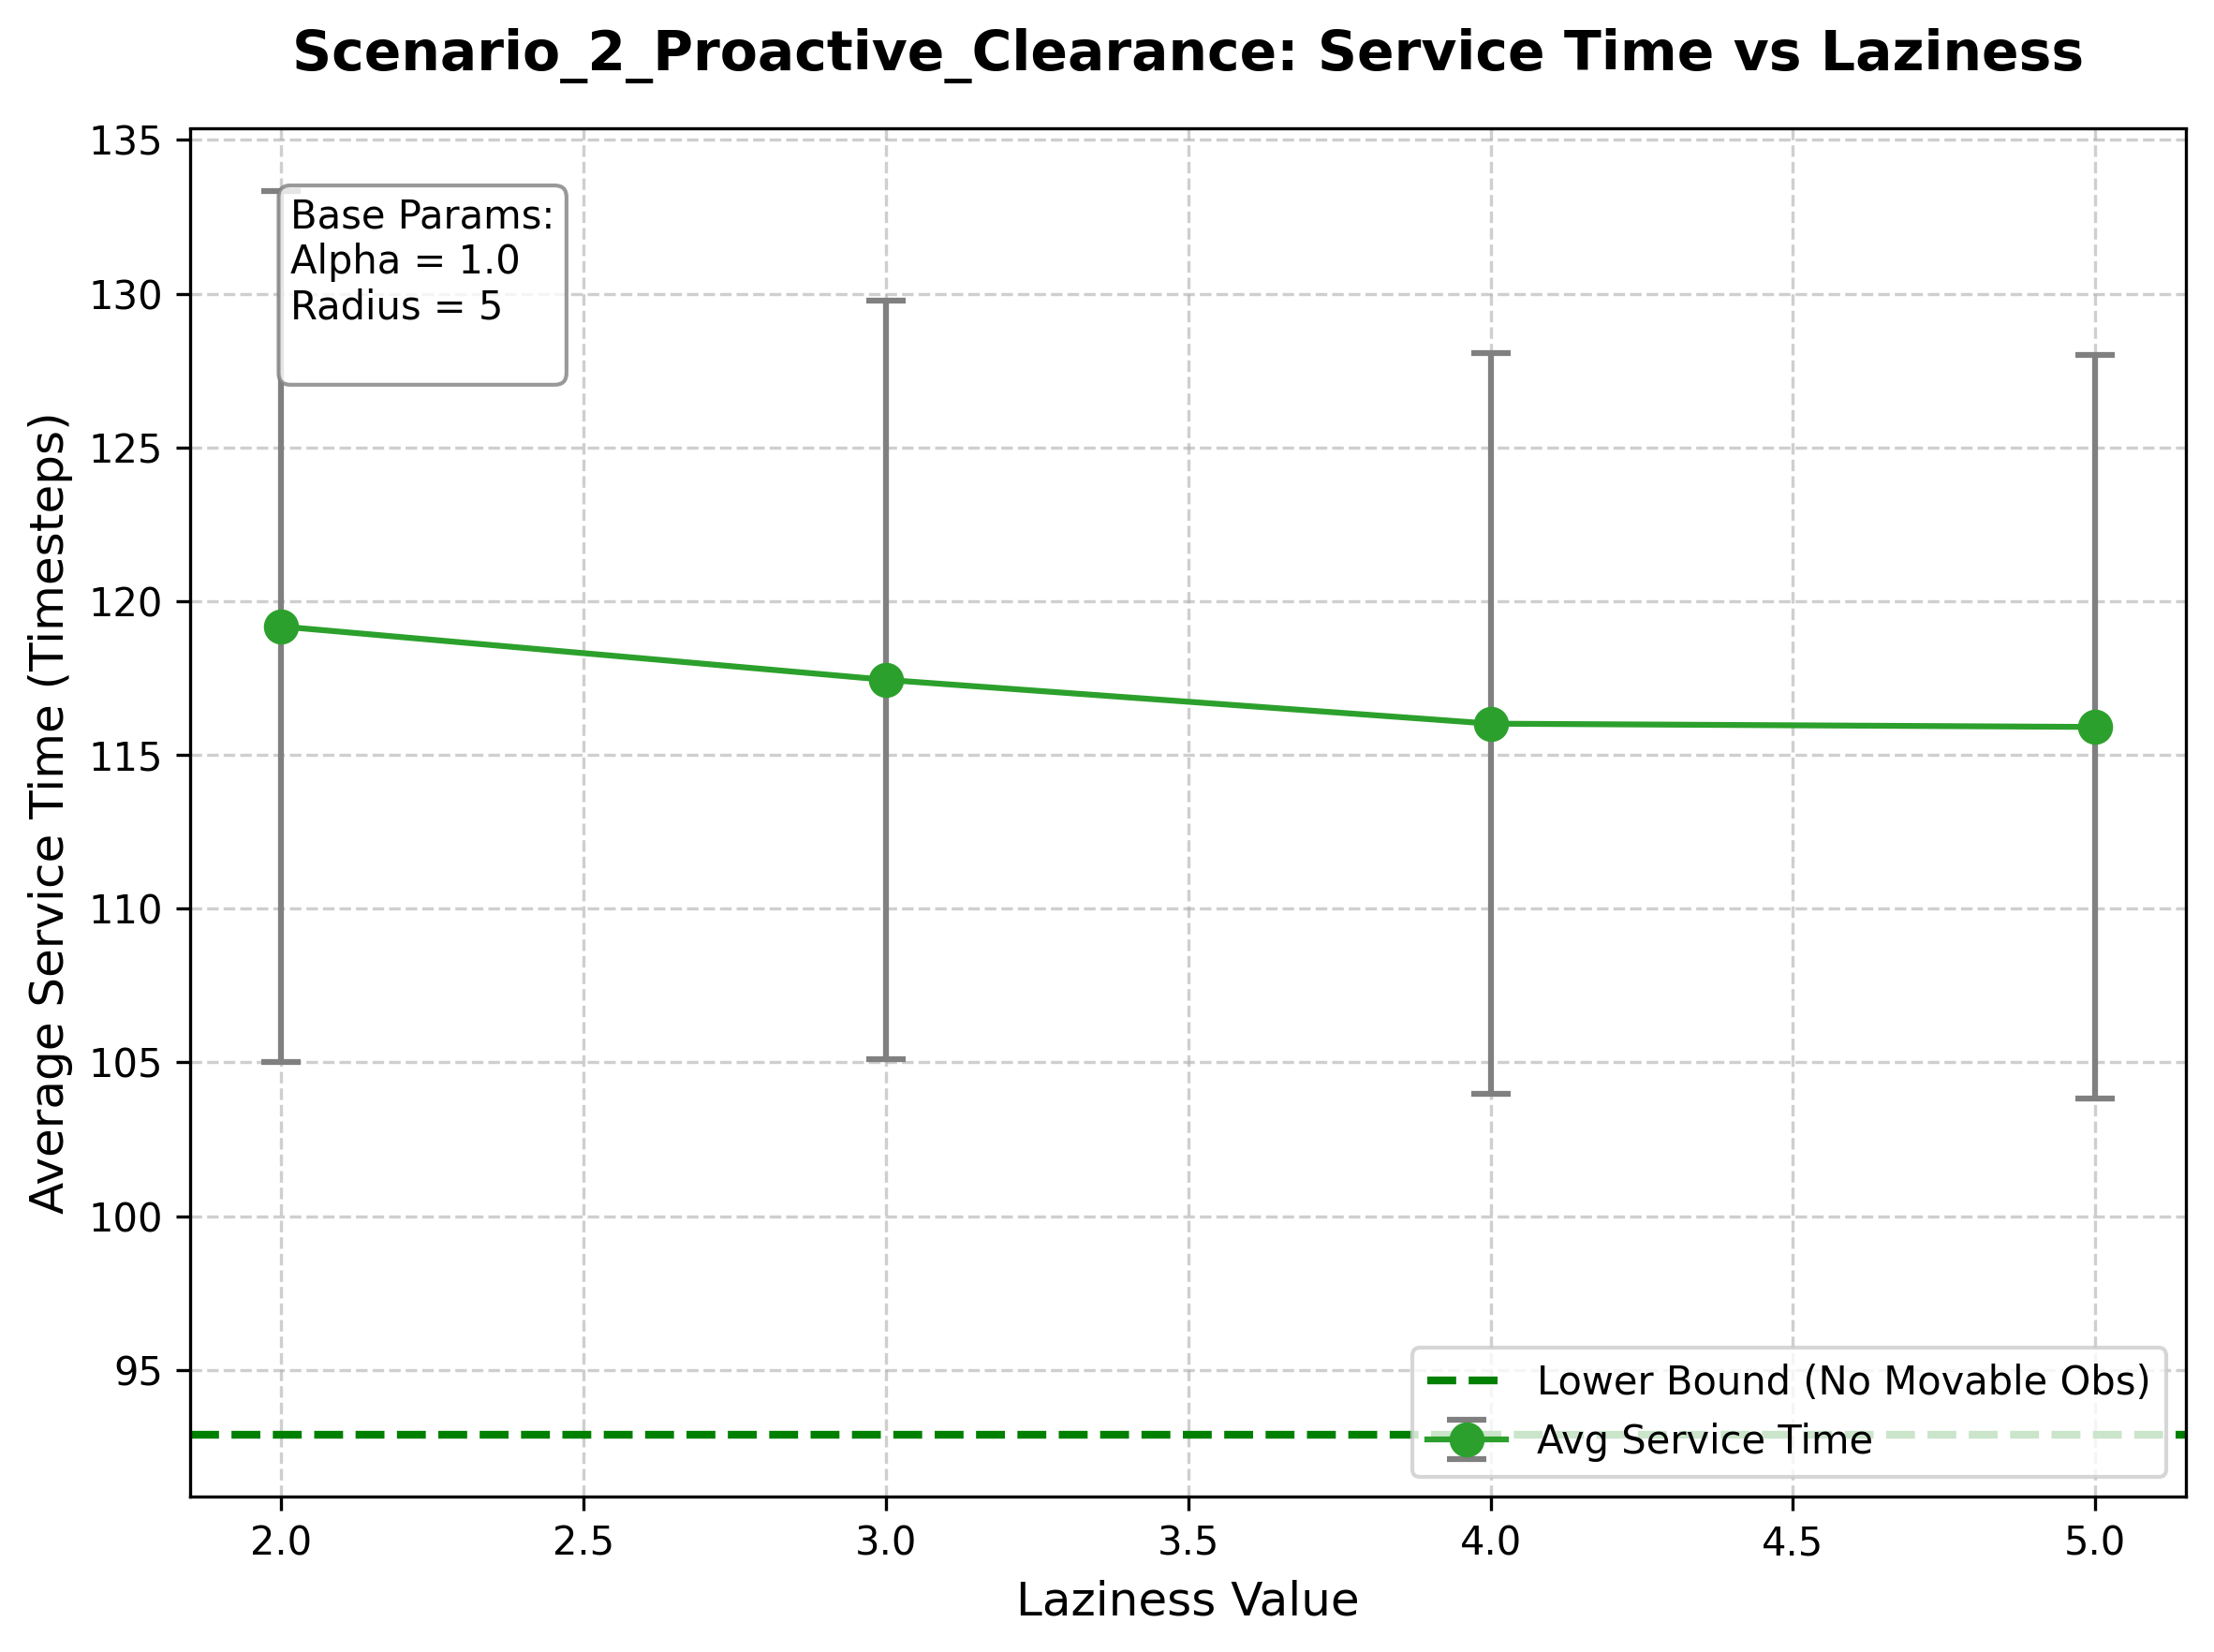 Scenario_2_Proactive_Clearance: Service Time vs Laziness
Average Service Time (Timesteps)
135
130
125
120
115
110
105
100
95
Base Params:
Alpha = 1.0
Radius = 5
Lower Bound (No Movable Obs)
Avg Service Time
2.0 2.5 3.0 3.5 4.0 4.5 5.0
Laziness Value